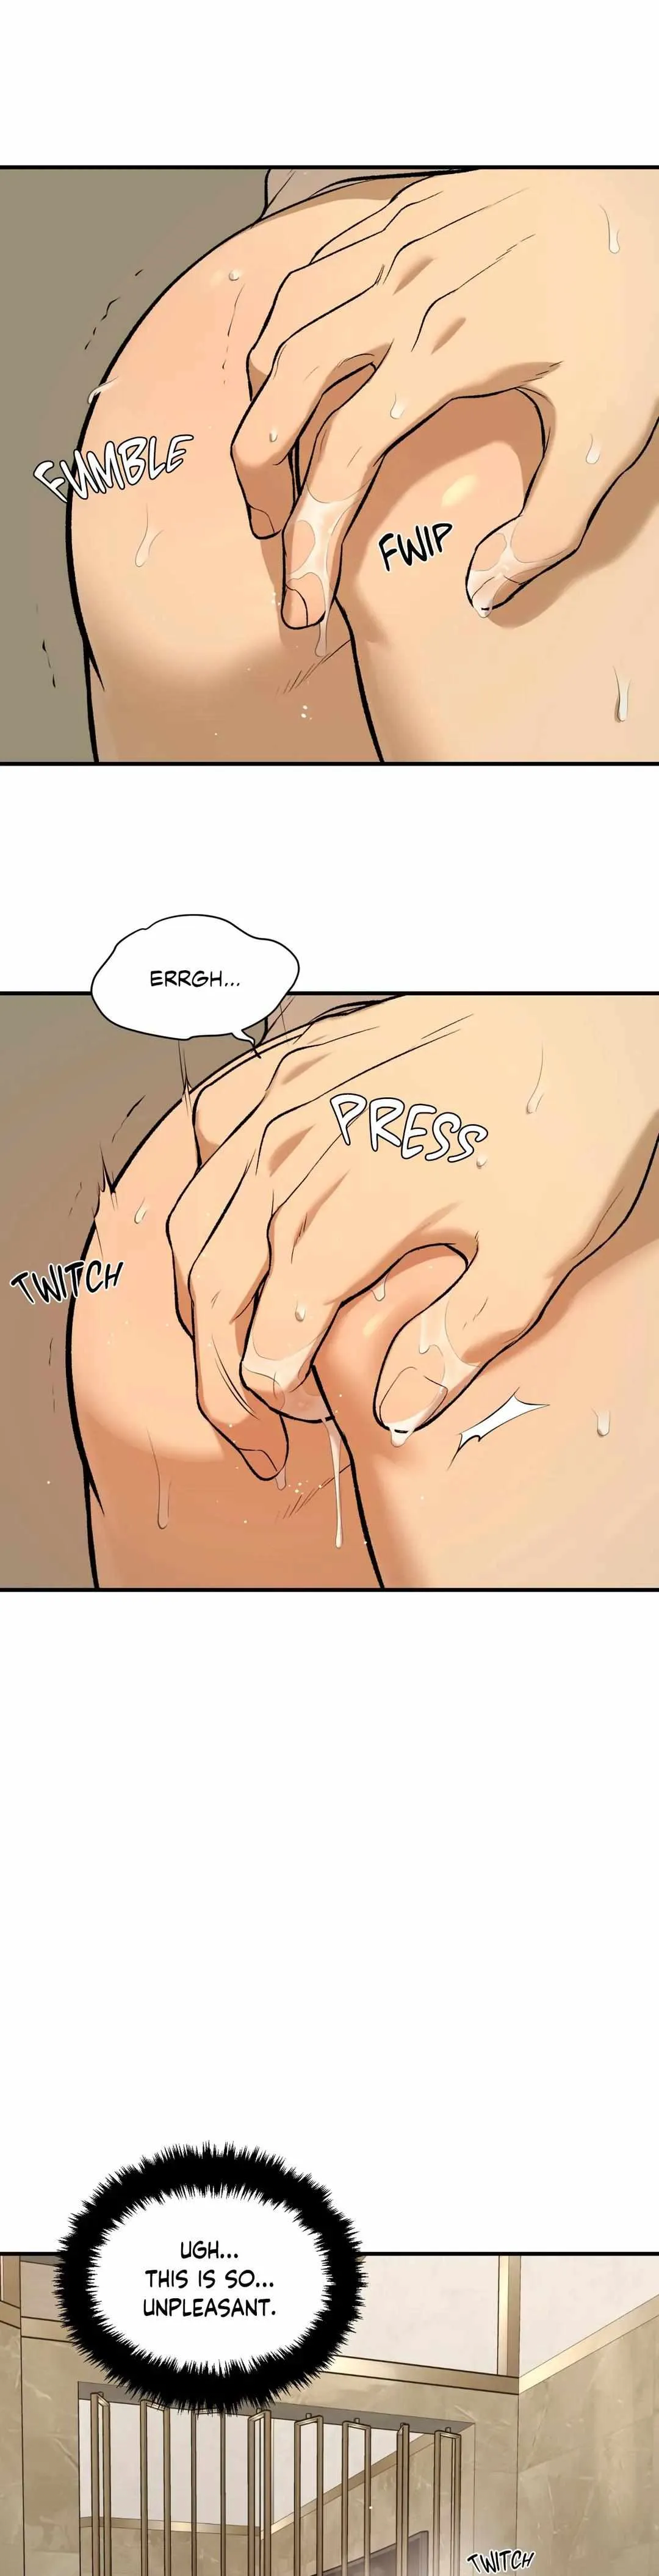 FUMBLE
FWIP
ERRGH...
PRESS
TWITCH
UGH...
THIS IS SO...
UNPLEASANT.
TWITCH